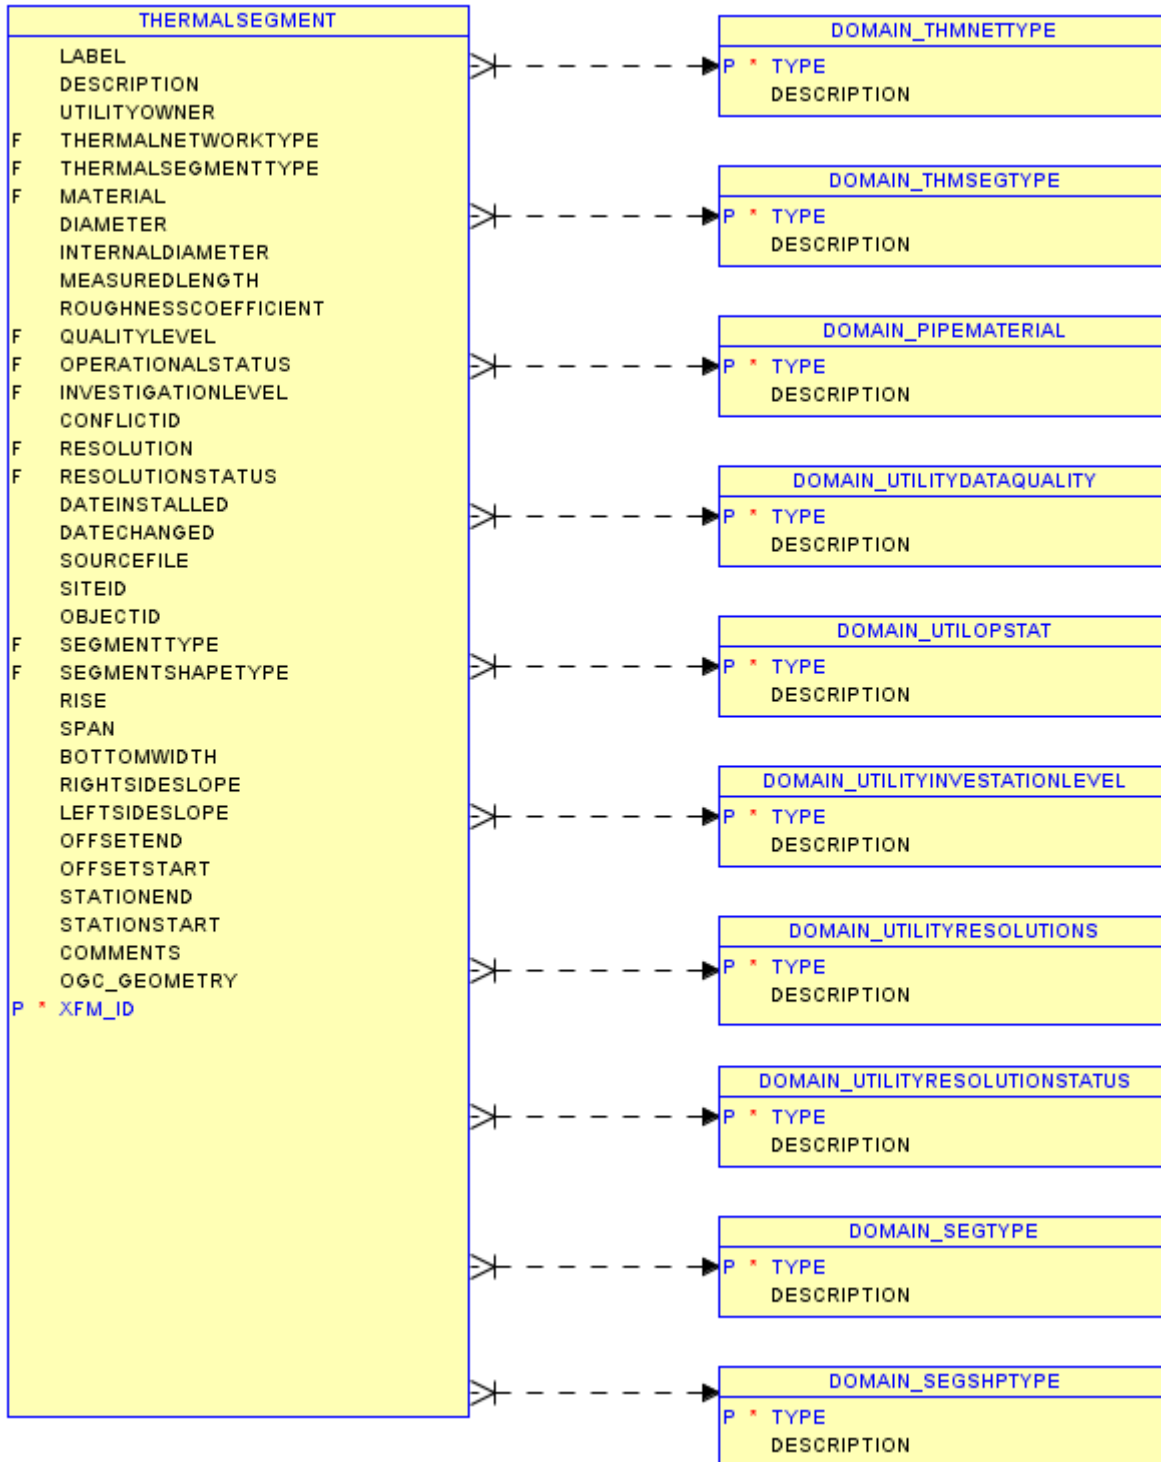 THERMALSEGMENT
LABEL
DESCRIPTION
UTILITYOWNER
F THERMALNETWORKTYPE
F THERMALSEGMENTTYPE
F MATERIAL
DIAMETER
INTERNALDIAMETER
MEASUREDLENGTH
ROUGHNESSCOEFFICIENT
F QUALITYLEVEL
F OPERATIONALSTATUS
F INVESTIGATIONLEVEL
CONFLICTID
F RESOLUTION
F RESOLUTIONSTATUS
DATEINSTALLED
DATECHANGED
SOURCEFILE
SITEID
OBJECTID
F SEGMENTTYPE
F SEGMENTSHAPETYPE
RISE
SPAN
BOTTOMWIDTH
RIGHTSIDESLOPE
LEFTSIDESLOPE
OFFSETEND
OFFSETSTART
STATIONEND
STATIONSTART
COMMENTS
OGC_GEOMETRY
P * XFM_ID
DOMAIN_THMNETTYPE
P * TYPE
DESCRIPTION
DOMAIN_THMSEGTYPE
P * TYPE
DESCRIPTION
DOMAIN_PIPEMATERIAL
P * TYPE
DESCRIPTION
DOMAIN_UTILITYDATAQUALITY
P * TYPE
DESCRIPTION
DOMAIN_UTILOPSTAT
P * TYPE
DESCRIPTION
DOMAIN_UTILITYINVESTATIONLEVEL
P * TYPE
DESCRIPTION
DOMAIN_UTILITYRESOLUTIONS
P * TYPE
DESCRIPTION
DOMAIN_UTILITYRESOLUTIONSTATUS
P * TYPE
DESCRIPTION
DOMAIN_SEGTYPE
P * TYPE
DESCRIPTION
DOMAIN_SEGSHPTYPE
P * TYPE
DESCRIPTION